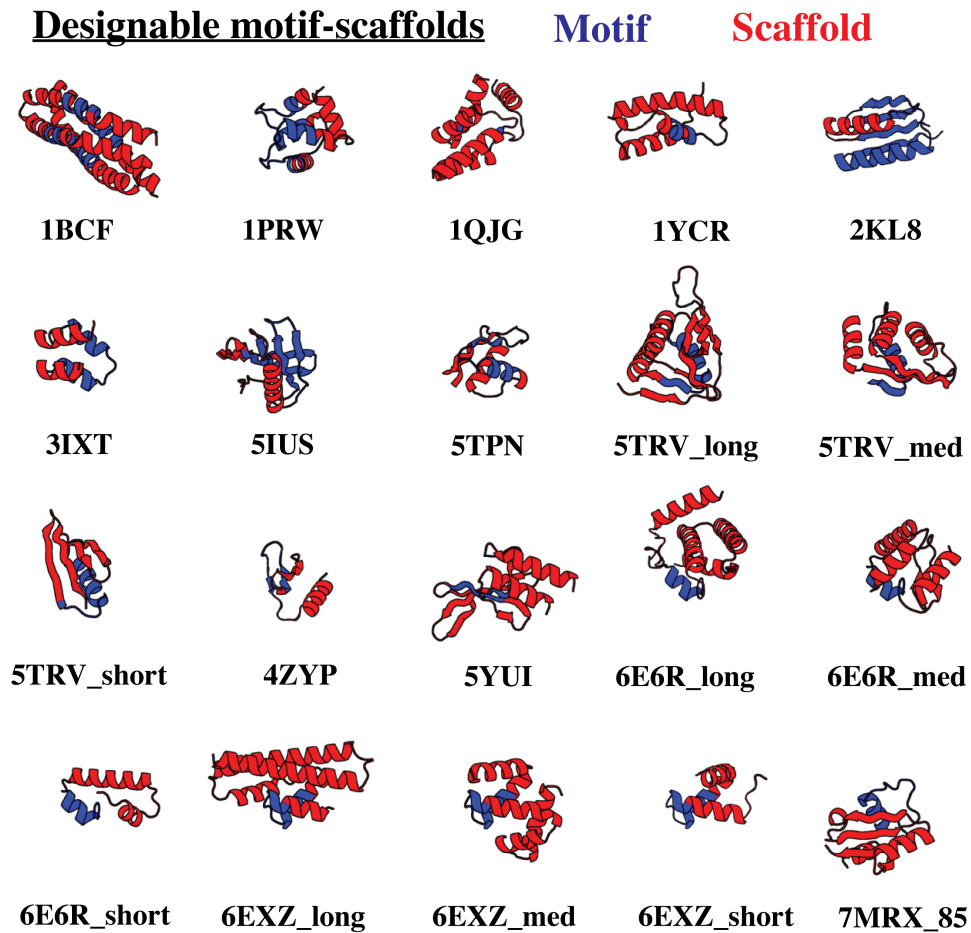 Designable motif-scaffolds Motif Scaffold
1BCF 1PRW 1QJG 1YCR 2KL8
3IXT 5IUS 5TPN 5TRV_long 5TRV_med
5TRV_short 4ZYP 5YUI 6E6R_long 6E6R_med
6E6R_short 6EXZ_long 6EXZ_med 6EXZ_short 7MRX_85